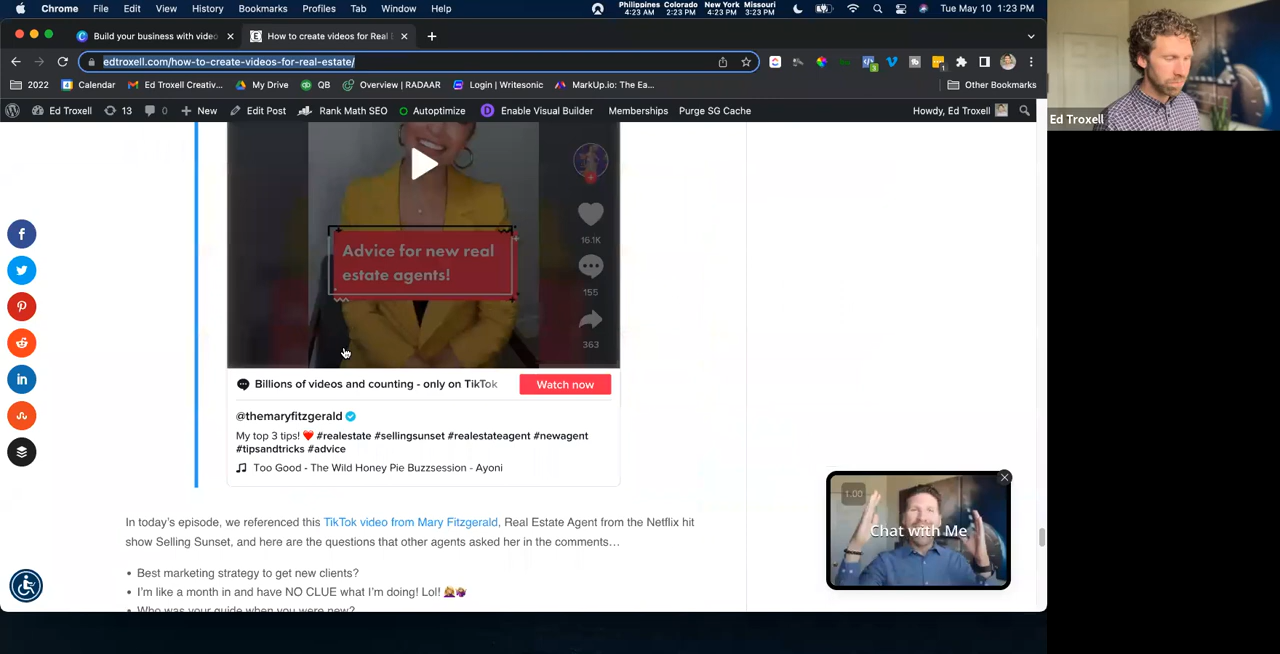 Chrome File Edit View History Bookmarks Profiles Tab Window Help
Philippines Colorado New York Missouri
4:23 AM 2:23 PM 4:23 PM 3:23 PM
Tue May 10 1:23 PM
Build your business with video
How to create videos for Real E
edtroxell.com/how-to-create-videos-for-real-estate/
2022 Calendar Ed Troxell Creativ... My Drive QB Overview | RADAAR Login | Writesonic MarkUp.io: The Ea... Other Bookmarks
Ed Troxell 13 0 New Edit Post Rank Math SEO Autoptimize Enable Visual Builder Memberships Purge SG Cache Howdy, Ed Troxell
Ed Troxell
Advice for new real
estate agents!
16.1K
155
363
Billions of videos and counting - only on TikTok
Watch now
@themaryfitzgerald
My top 3 tips! ❤️ #realestate #sellingsunset #realestateagent #newagent
#tipsandtricks #advice
Too Good - The Wild Honey Pie Buzzsession - Ayoni
1.00
Chat with Me
In today's episode, we referenced this TikTok video from Mary Fitzgerald, Real Estate Agent from the Netflix hit
show Selling Sunset, and here are the questions that other agents asked her in the comments…
• Best marketing strategy to get new clients?
• I'm like a month in and have NO CLUE what I'm doing! Lol!
• Who was your guide when you were new?